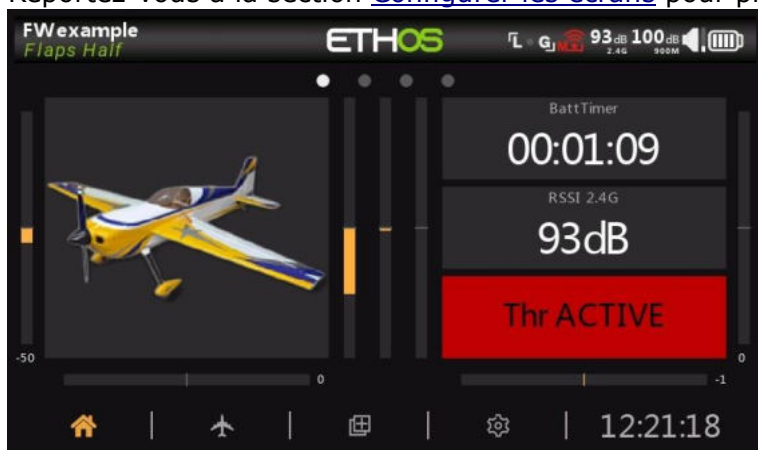 Reportez-vous à la section Configurer les écrans pour p
FWexample
Flaps Half
ETHOS
L G M 93dB 2.4G 100dB 900M
BattTimer
00:01:09
RSSI 2.4G
93dB
Thr ACTIVE
-50
0
0
-1
12:21:18